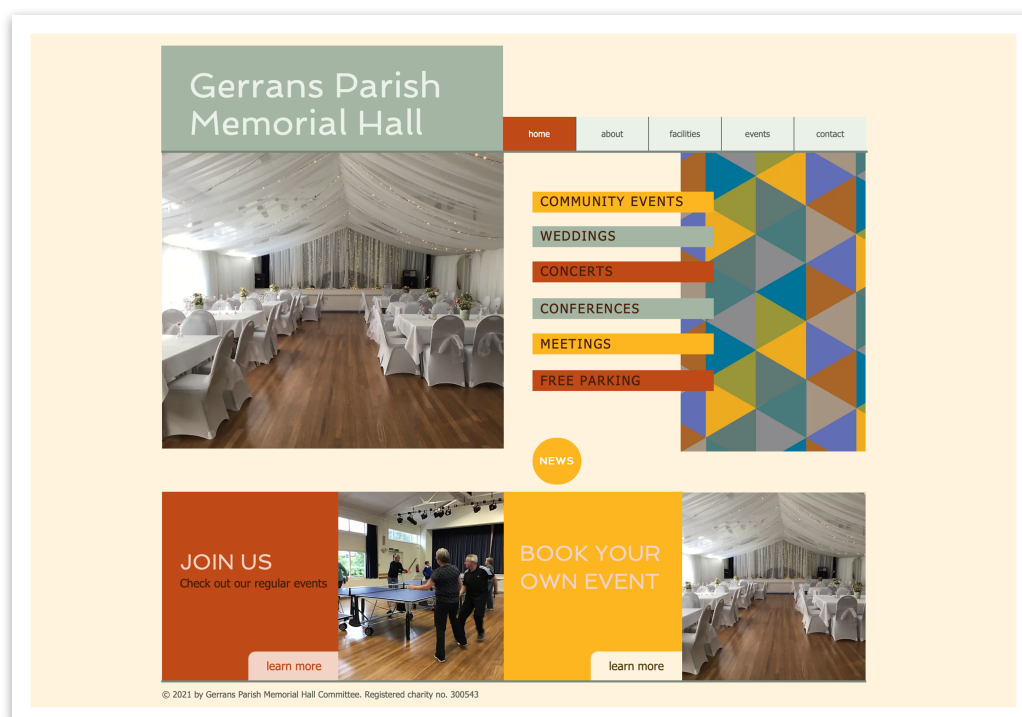 Gerrans Parish
Memorial Hall
home
about
facilities
events
contact
COMMUNITY EVENTS
WEDDINGS
CONCERTS
CONFERENCES
MEETINGS
FREE PARKING
NEWS
JOIN US
Check out our regular events
learn more
BOOK YOUR
OWN EVENT
learn more
© 2021 by Gerrans Parish Memorial Hall Committee. Registered charity no. 300543